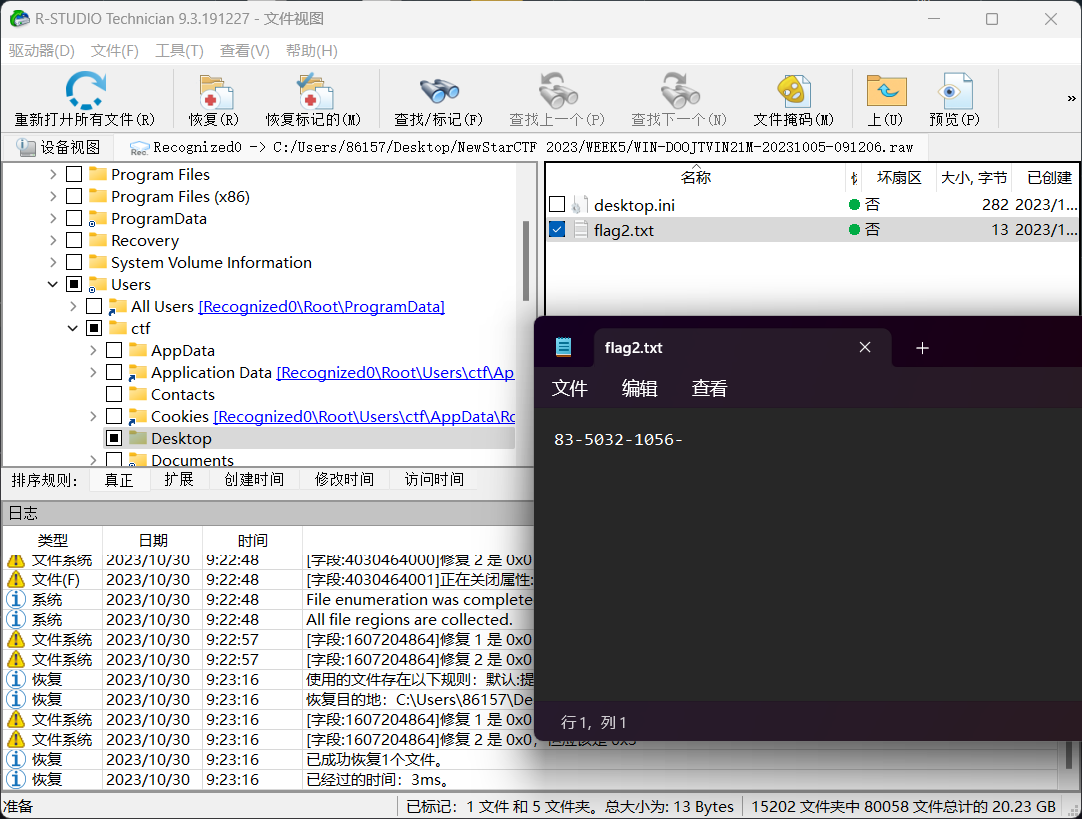 R-STUDIO Technician 9.3.191227 - 文件视图
驱动器(D) 文件(F) 工具(T) 查看(V) 帮助(H)
重新打廾所有文件(R) 恢复(R) 恢复标记的(M) 查找/标记(F) 查找上一个(P) 查找下一个(N) 文件掩码(M) 上(U) 预览(P) »
设备视图 Rec Recognized0 -> C:/Users/86157/Desktop/NewStarCTF 2023/WEEK5/WIN-DOOJTVIN21M-20231005-091206.raw
Program Files
Program Files (x86)
ProgramData
Recovery
System Volume Information
Users
All Users [Recognized0\Root\ProgramData]
ctf
AppData
Application Data [Recognized0\Root\Users\ctf\Ap
Contacts
Cookies [Recognized0\Root\Users\ctf\AppData\Ro
Desktop
Documents
名称 坏扇区 大小, 字节 已创建
desktop.ini 否 282 2023/1...
flag2.txt 否 13 2023/1...
flag2.txt
文件 编辑 查看
83-5032-1056-
行 1，列 1
排序规则: 真正 扩展 创建时间 修改时间 访问时间
日志
类型 日期 时间
文件系统 2023/10/30 9:22:48 [字段:4030464000]修复 2 是 0x0
文件(F) 2023/10/30 9:22:48 [字段:4030464001]正在关闭属性:
系统 2023/10/30 9:22:48 File enumeration was complete
系统 2023/10/30 9:22:48 All file regions are collected.
文件系统 2023/10/30 9:22:57 [字段:1607204864]修复 1 是 0x0
文件系统 2023/10/30 9:22:57 [字段:1607204864]修复 2 是 0x0
恢复 2023/10/30 9:23:16 使用的文件存在以下规则：默认:提
恢复 2023/10/30 9:23:16 恢复目的地：C:\Users\86157\De
文件系统 2023/10/30 9:23:16 [字段:1607204864]修复 1 是 0x0
文件系统 2023/10/30 9:23:16 [字段:1607204864]修复 2 是 0x0，但应该是 0x3
恢复 2023/10/30 9:23:16 已成功恢复1个文件。
恢复 2023/10/30 9:23:16 已经过的时间：3ms。
准备 已标记：1 文件 和 5 文件夹。总大小为: 13 Bytes 15202 文件夹中 80058 文件总计的 20.23 GB